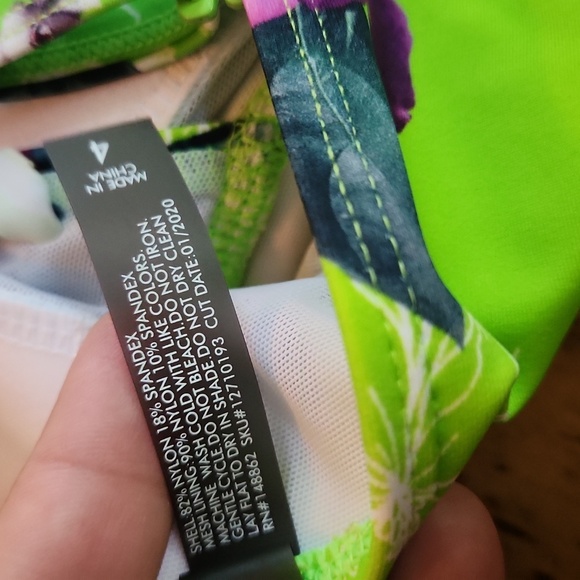 4
MADE
IN CHINA
SHELL: 82% NYLON 18% SPANDEX
MESH LINING: 90% NYLON 10% SPANDEX.
MACHINE WASH COLD WITH LIKE COLORS.
GENTLE CYCLE. DO NOT BLEACH. DO NOT IRON.
LAY FLAT TO DRY IN SHADE. DO NOT DRY CLEAN
RN#148862 SKU# 12710193 CUT DATE:01/2020